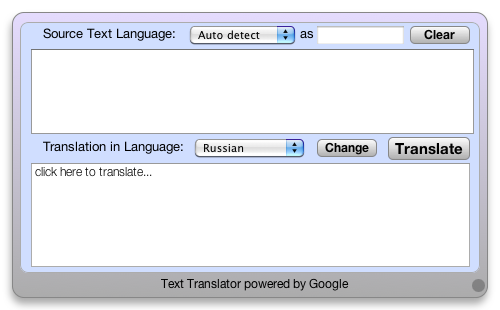 Source Text Language: Auto detect as Clear
Translation in Language: Russian Change Translate
click here to translate...
Text Translator powered by Google